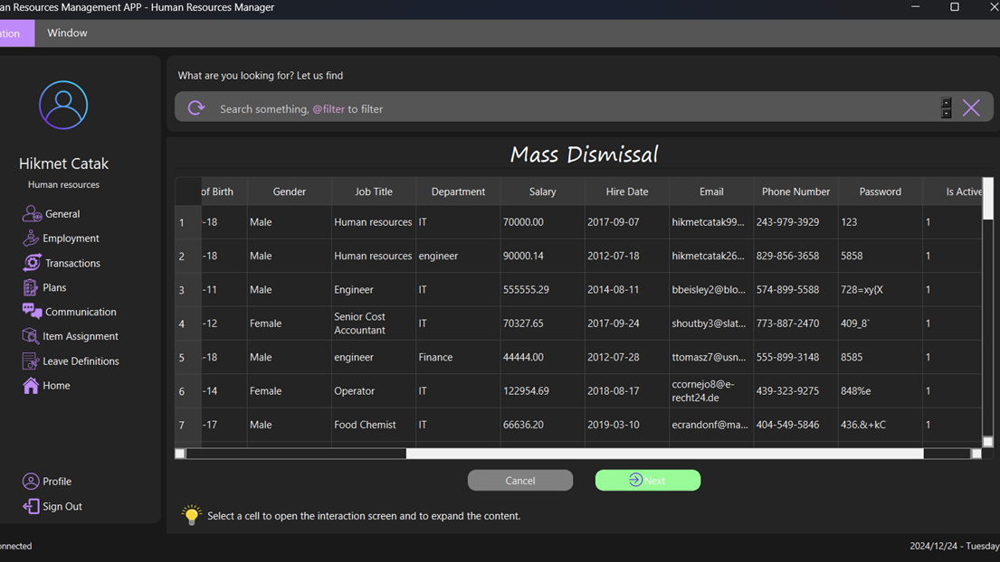 an Resources Management APP - Human Resources Manager
ation Window
What are you looking for? Let us find
Search something, @filter to filter
Hikmet Catak
Human resources
General
Employment
Transactions
Plans
Communication
Item Assignment
Leave Definitions
Home
Profile
Sign Out
Mass Dismissal
of Birth Gender Job Title Department Salary Hire Date Email Phone Number Password Is Active
1 -18 Male Human resources IT 70000.00 2017-09-07 hikmetcatak99... 243-979-3929 123 1
2 -18 Male Human resources engineer 90000.14 2012-07-18 hikmetcatak26... 829-856-3658 5858 1
3 -11 Male Engineer IT 555555.29 2014-08-11 bbeisley2@blo... 574-899-5588 728=xy{X 1
4 -12 Female Senior Cost Accountant IT 70327.65 2017-09-24 shoutby3@slat... 773-887-2470 409_8` 1
5 -18 Male engineer Finance 44444.00 2012-07-28 ttomasz7@usn... 555-899-3148 8585 1
6 -14 Female Operator IT 122954.69 2018-08-17 ccornejo8@e-recht24.de 439-323-9275 848%e 1
7 -17 Male Food Chemist IT 66636.20 2019-03-10 ecrandonf@ma... 404-549-5846 436.&+kC 1
Cancel Next
Select a cell to open the interaction screen and to expand the content.
onnected 2024/12/24 - Tuesday